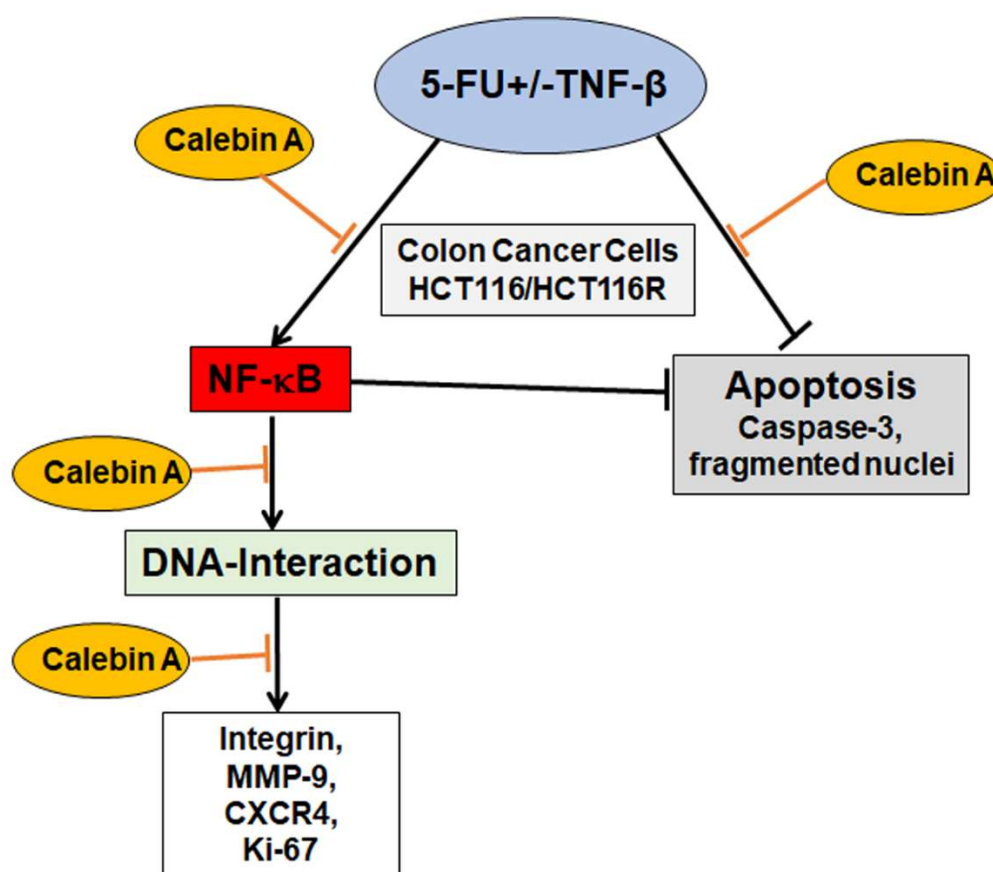 5-FU+/-TNF-β
Calebin A
Calebin A
Colon Cancer Cells
HCT116/HCT116R
NF-κB
Apoptosis
Caspase-3,
fragmented nuclei
Calebin A
DNA-Interaction
Calebin A
Integrin,
MMP-9,
CXCR4,
Ki-67